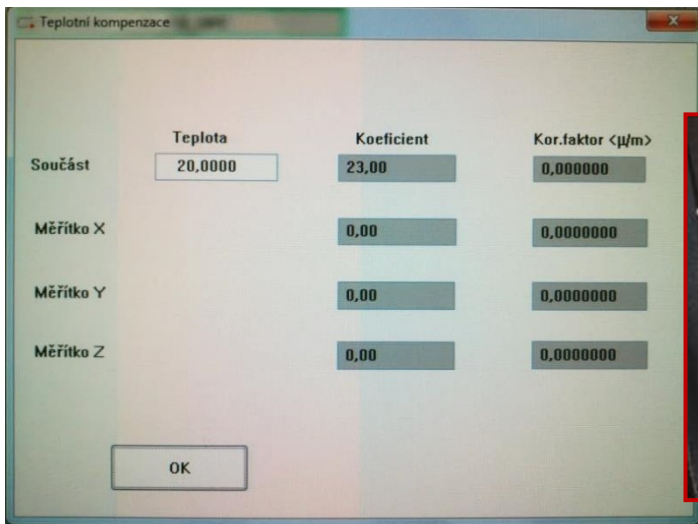 Teplotní kompenzace
Teplota Koeficient Kor.faktor <µ/m>
Součást 20,0000 23,00 0,000000
Měřítko X 0,00 0,0000000
Měřítko Y 0,00 0,0000000
Měřítko Z 0,00 0,0000000
OK